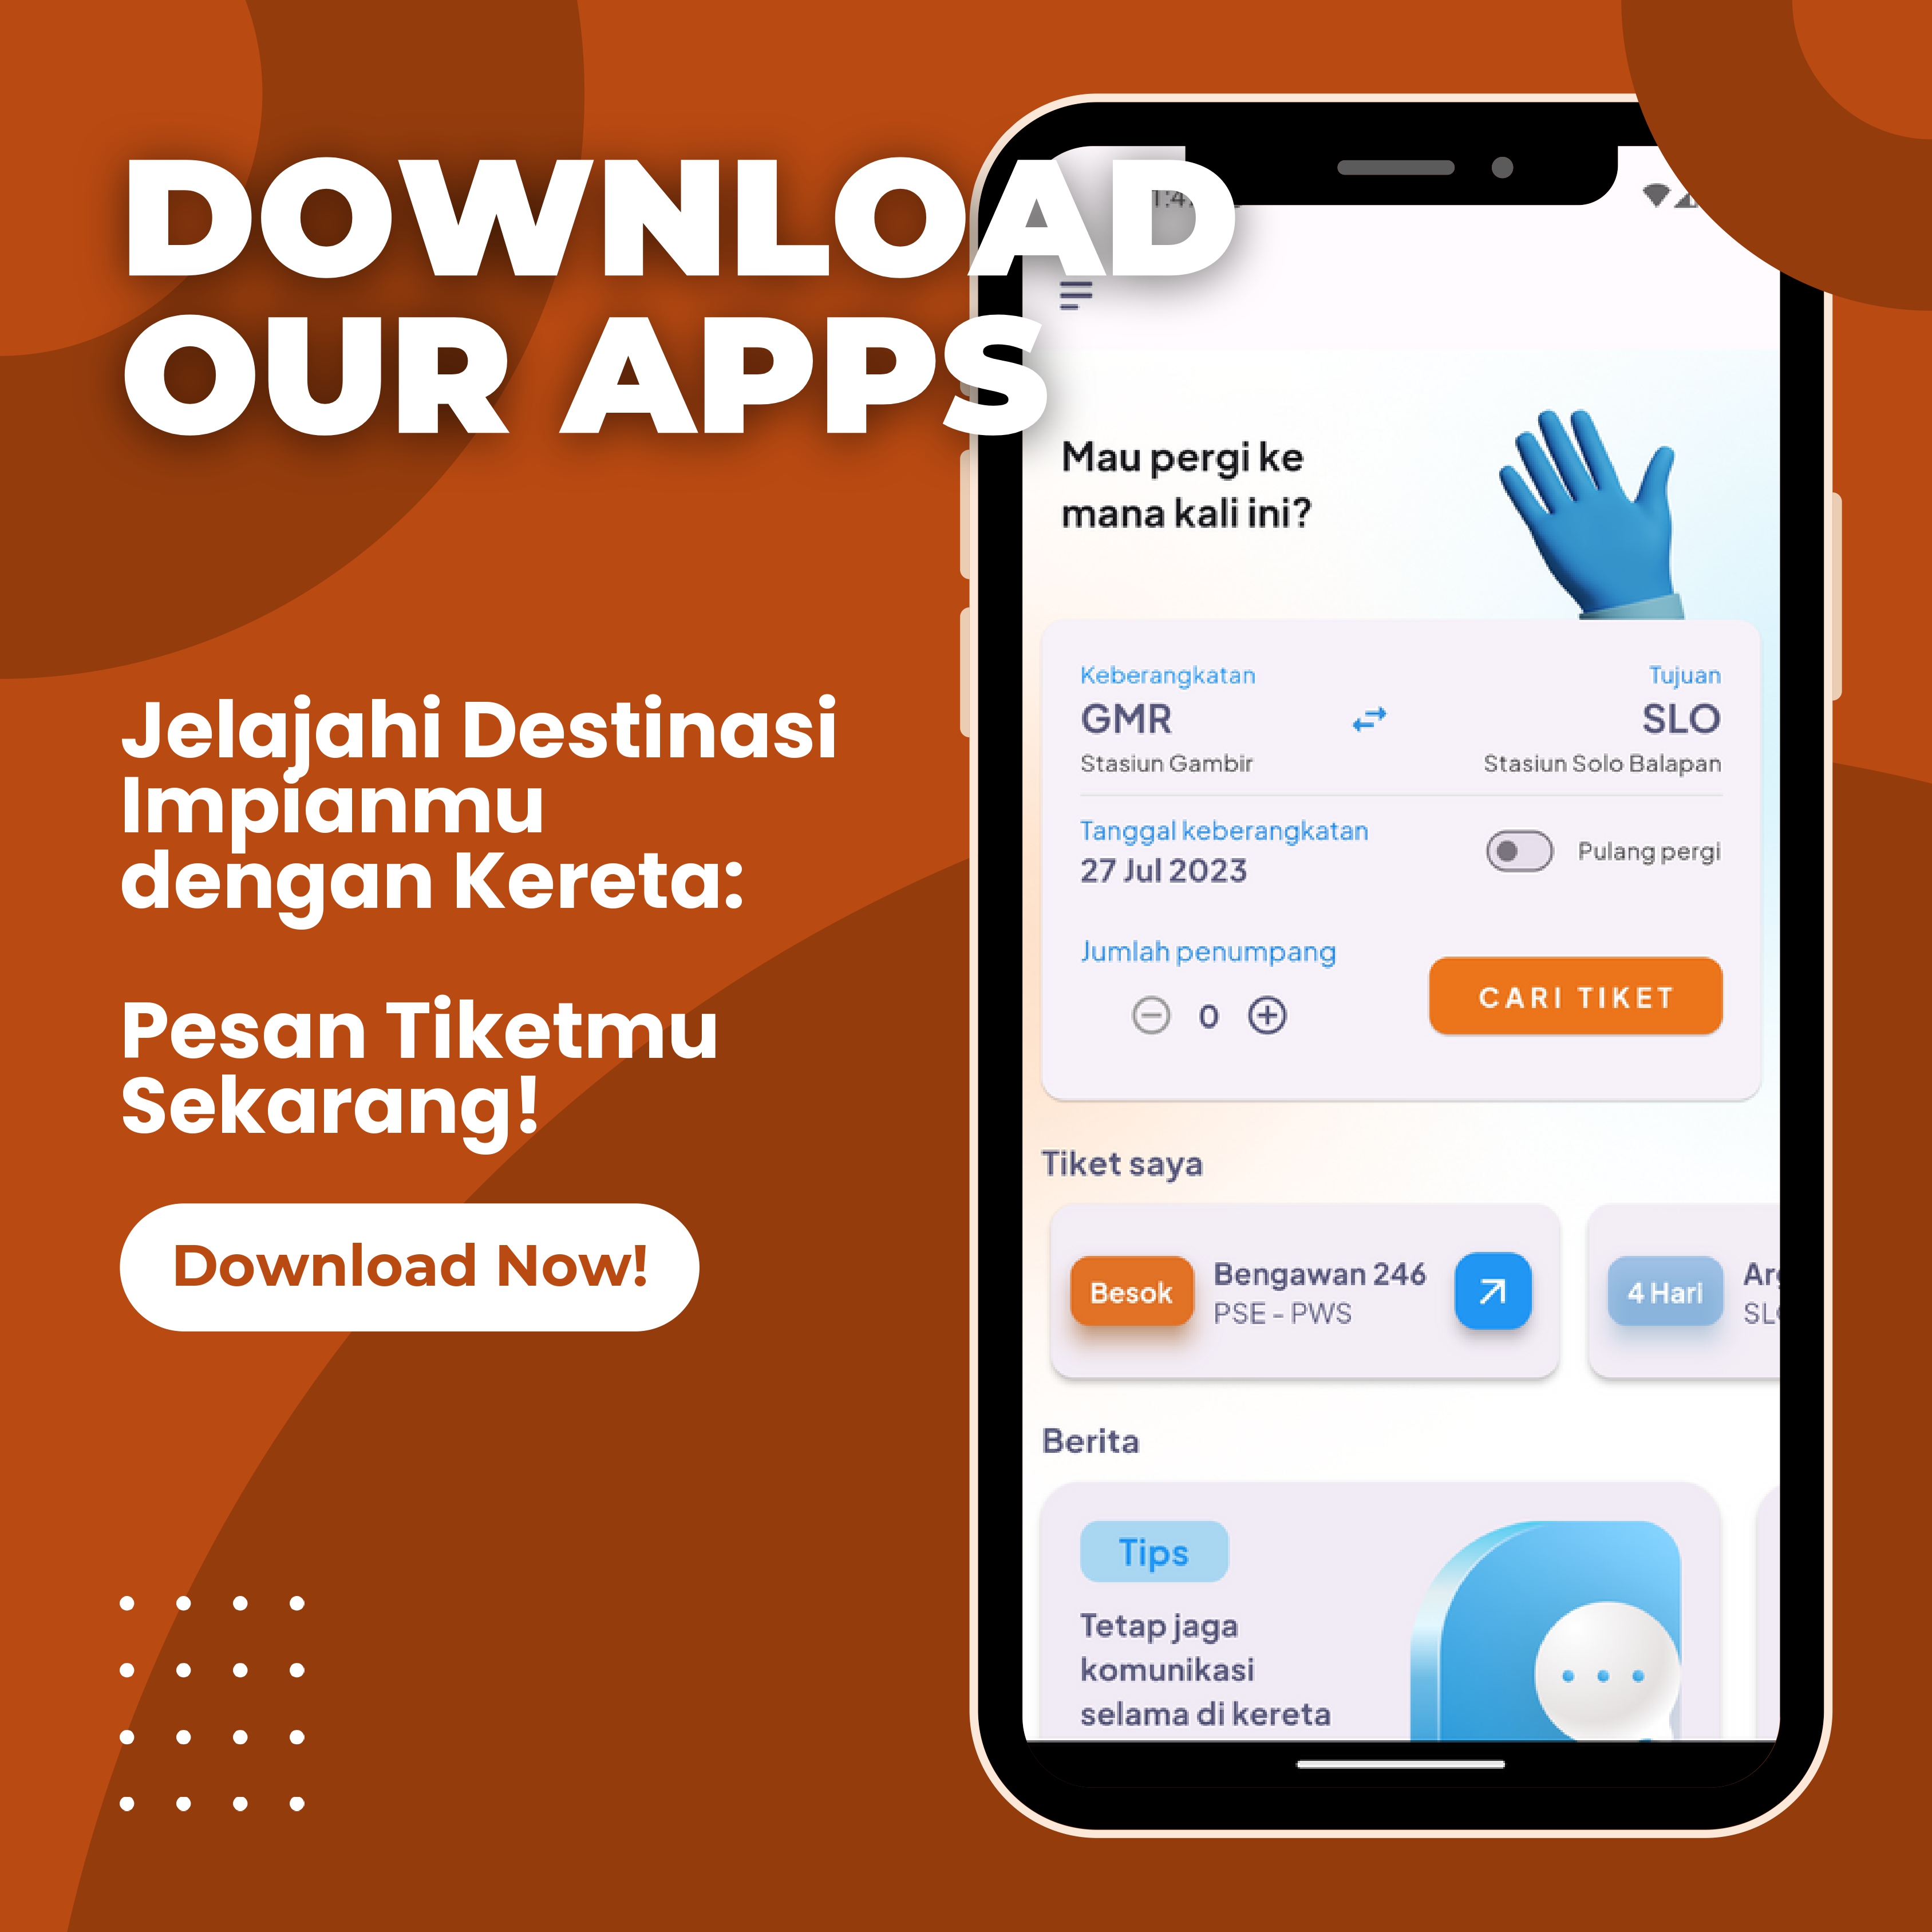 DOWNLOAD
OUR APPS
Jelajahi Destinasi
Impianmu
dengan Kereta:
Pesan Tiketmu
Sekarang!
Download Now!
Mau pergi ke
mana kali ini?
Keberangkatan
Tujuan
GMR
SLO
Stasiun Gambir
Stasiun Solo Balapan
Tanggal keberangkatan
27 Jul 2023
Pulang pergi
Jumlah penumpang
0
CARI TIKET
Tiket saya
Besok
Bengawan 246
PSE - PWS
4 Hari
Berita
Tips
Tetap jaga
komunikasi
selama di kereta